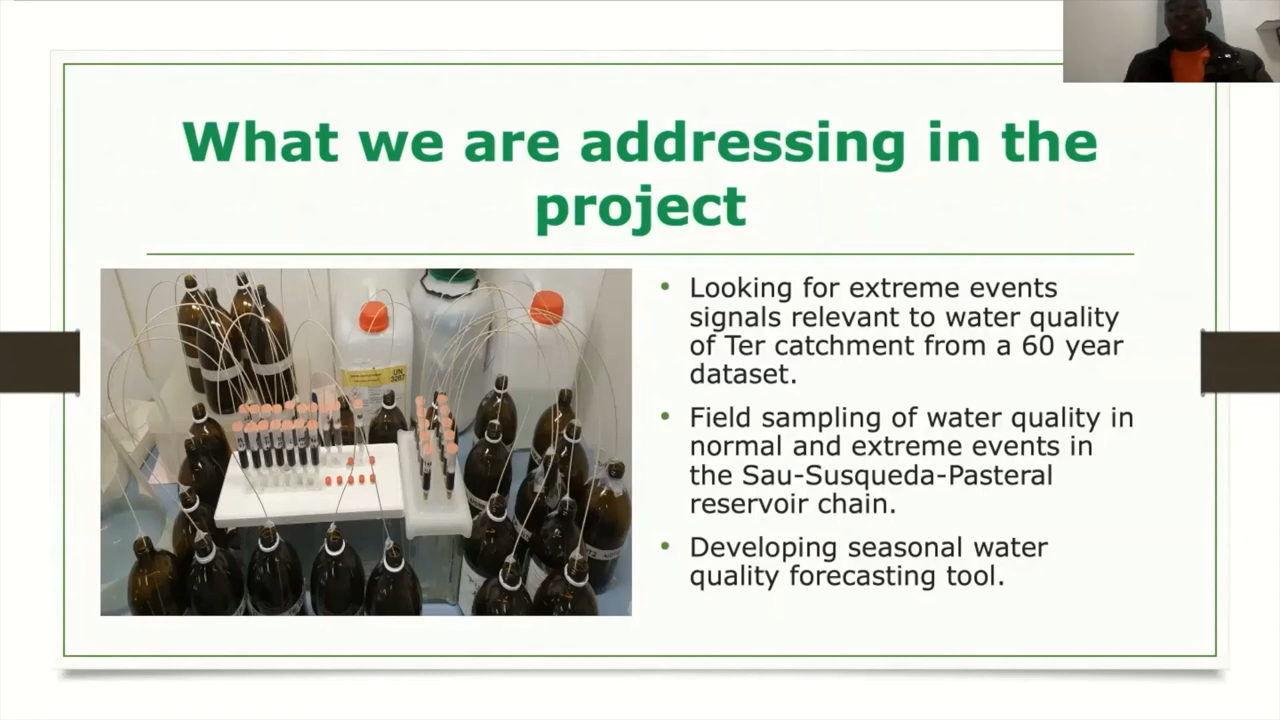 What we are addressing in the
project
UN
3287
• Looking for extreme events
signals relevant to water quality
of Ter catchment from a 60 year
dataset.
• Field sampling of water quality in
normal and extreme events in
the Sau-Susqueda-Pasteral
reservoir chain.
• Developing seasonal water
quality forecasting tool.